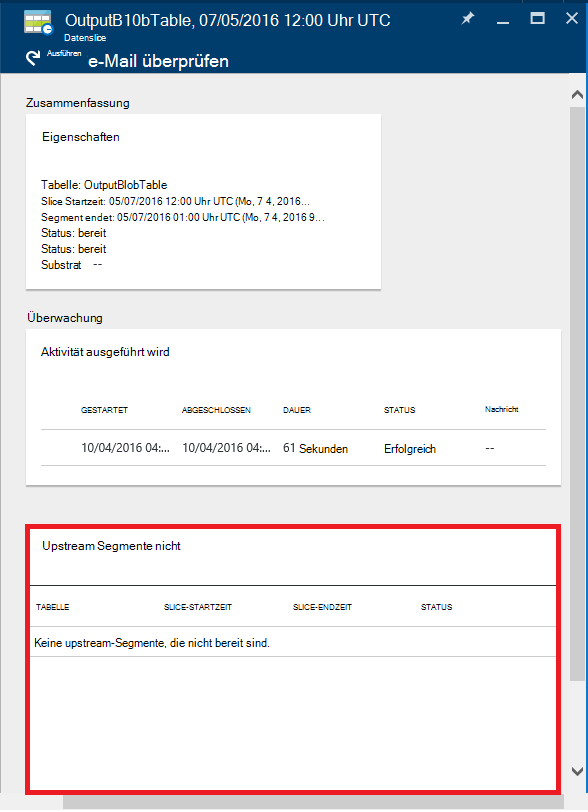 OutputB10bTable, 07/05/2016 12:00 Uhr UTC
Datenslice
Ausführen e-Mail überprüfen
Zusammenfassung
Eigenschaften
Tabelle: OutputBlobTable
Slice Startzeit: 05/07/2016 12:00 Uhr UTC (Mo, 7 4, 2016...
Segment endet: 05/07/2016 01:00 Uhr UTC (Mo, 7 4, 2016 9...
Status: bereit
Status: bereit
Substrat --
Überwachung
Aktivität ausgeführt wird
GESTARTET ABGESCHLOSSEN DAUER STATUS Nachricht
10/04/2016 04:... 10/04/2016 04:... 61 Sekunden Erfolgreich --
Upstream Segmente nicht
TABELLE SLICE-STARTZEIT SLICE-ENDZEIT STATUS
Keine upstream-Segmente, die nicht bereit sind.